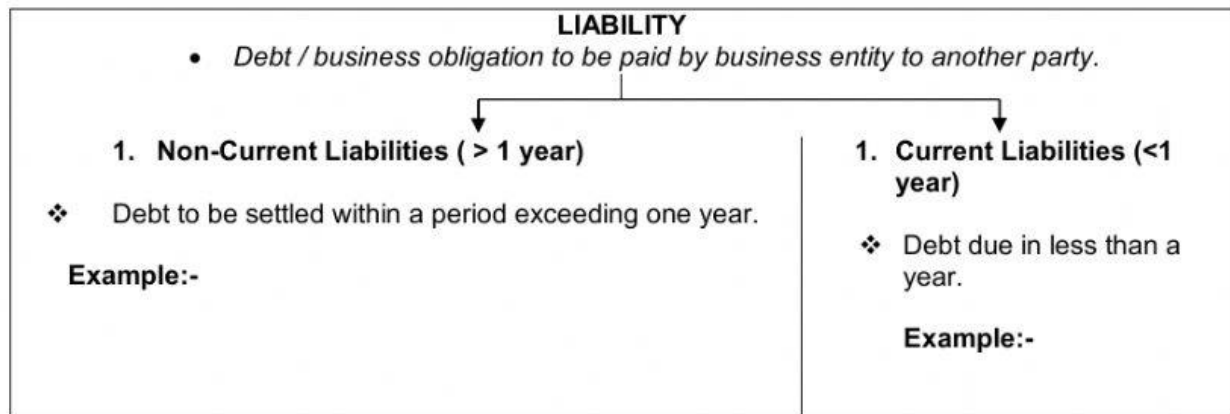 LIABILITY
• Debt / business obligation to be paid by business entity to another party.
1. Non-Current Liabilities ( > 1 year)
❖ Debt to be settled within a period exceeding one year.
Example:-
1. Current Liabilities (<1
year)
❖ Debt due in less than a
year.
Example:-